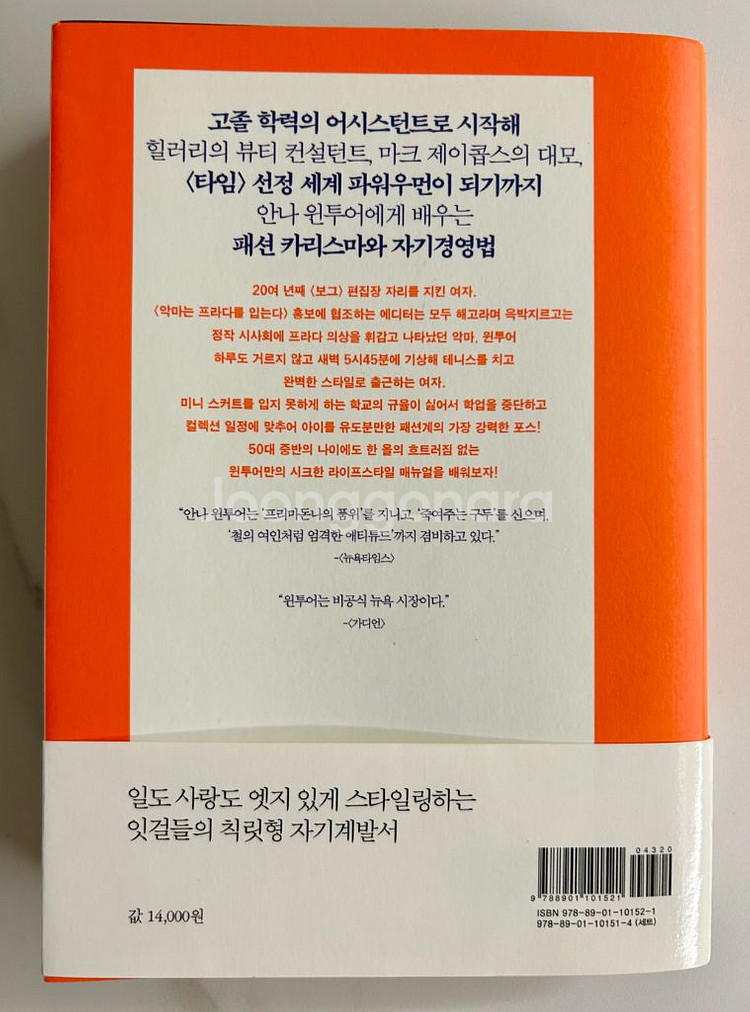 고졸 학력의 어시스턴트로 시작해
힐러리의 뷰티 컨설턴트, 마크 제이콥스의 대모,
〈타임〉 선정 세계 파워우먼이 되기까지
안나 윈투어에게 배우는
패션 카리스마와 자기경영법
20여 년째 〈보그〉 편집장 자리를 지킨 여자.
〈악마는 프라다를 입는다〉 홍보에 협조하는 에디터는 모두 해고라며 윽박지르고는
정작 시사회에 프라다 의상을 휘감고 나타났던 악마, 윈투어
하루도 거르지 않고 새벽 5시45분에 기상해 테니스를 치고
완벽한 스타일로 출근하는 여자.
미니 스커트를 입지 못하게 하는 학교의 규율이 싫어서 학업을 중단하고
컬렉션 일정에 맞추어 아이를 유도분만한 패션계의 가장 강력한 포스!
50대 중반의 나이에도 한 올의 흐트러짐 없는
윈투어만의 시크한 라이프스타일 매뉴얼을 배워보자!
joonggonara
“안나 윈투어는 ‘프리마돈나의 품위’를 지니고, ‘죽여주는 구두’를 신으며,
‘철의 여인처럼 엄격한 애티튜드’까지 겸비하고 있다.”
-〈뉴욕타임스〉
“윈투어는 비공식 뉴욕 시장이다.”
-〈가디언〉
일도 사랑도 엣지 있게 스타일링하는
잇걸들의 칙릿형 자기계발서
값 14,000원
04320
9 788901 101521
ISBN 978-89-01-10152-1
978-89-01-10151-4 (세트)